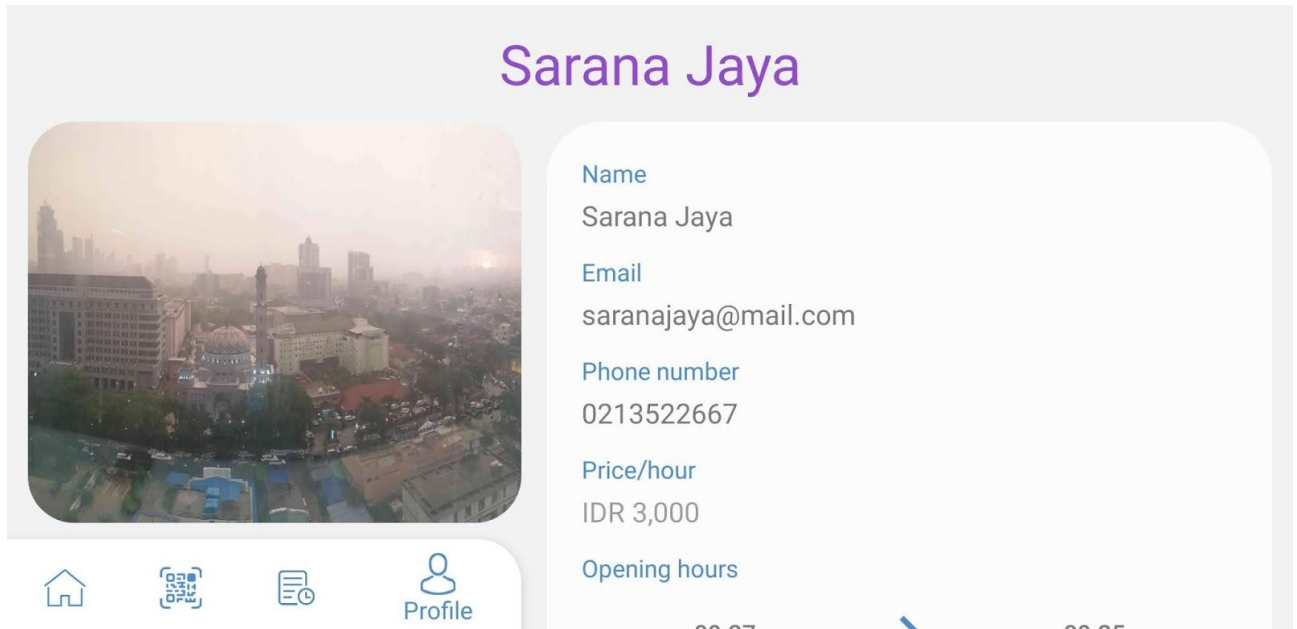 Sarana Jaya
Name
Sarana Jaya
Email
saranajaya@mail.com
Phone number
0213522667
Price/hour
IDR 3,000
Opening hours
Profile